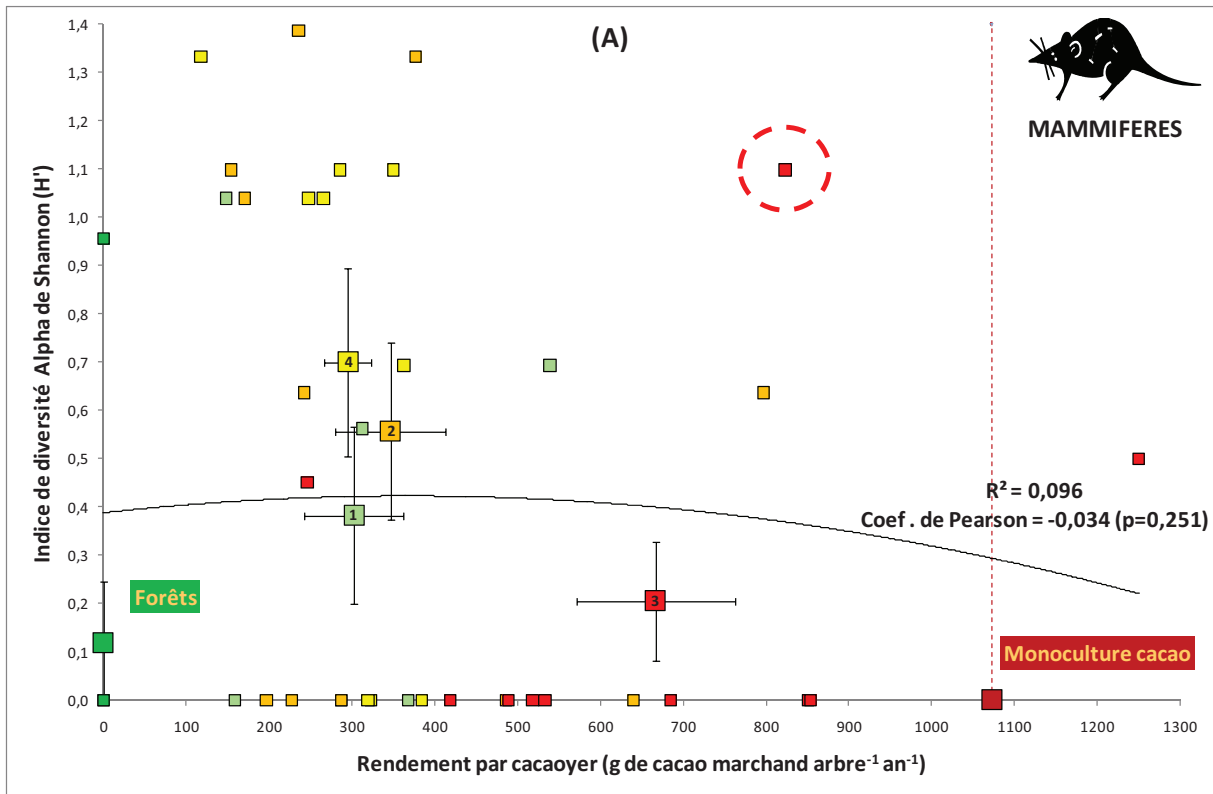 (A)
MAMMIFERES
Indice de diversité Alpha de Shannon (H')
1,4
1,3
1,2
1,1
1,0
0,9
0,8
0,7
0,6
0,5
0,4
0,3
0,2
0,1
0,0
4
2
1
3
R² = 0,096
Coef . de Pearson = -0,034 (p=0,251)
Forêts
Monoculture cacao
0 100 200 300 400 500 600 700 800 900 1000 1100 1200 1300
Rendement par cacaoyer (g de cacao marchand arbre⁻¹ an⁻¹)